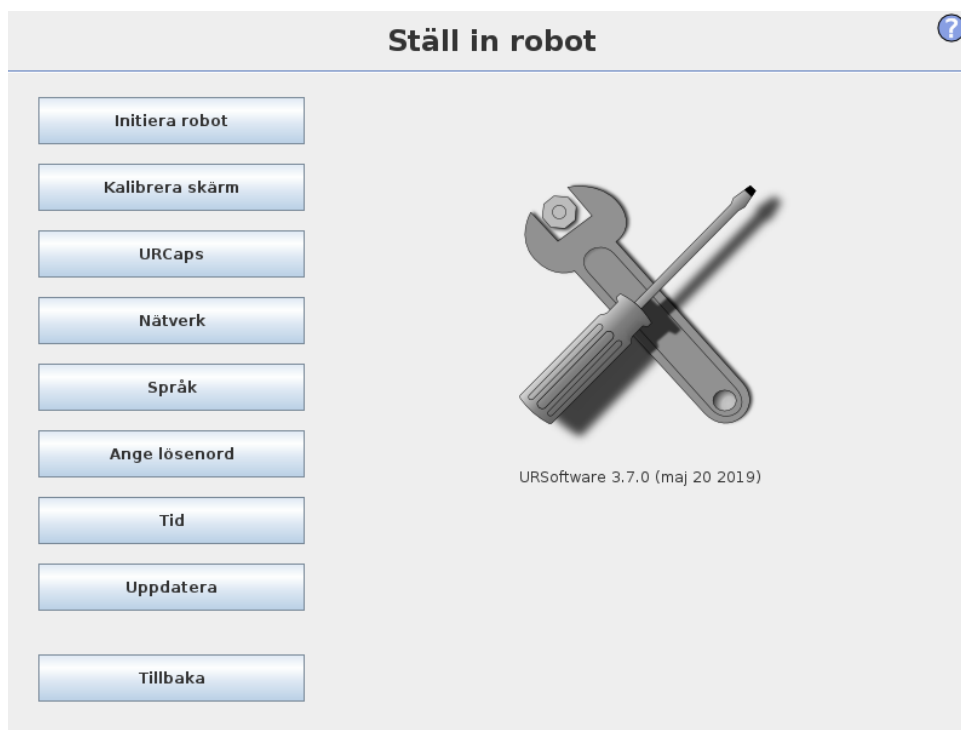 Ställ in robot
?
Initiera robot
Kalibrera skärm
URCaps
Nätverk
Språk
Ange lösenord
Tid
Uppdatera
Tillbaka
URSoftware 3.7.0 (maj 20 2019)